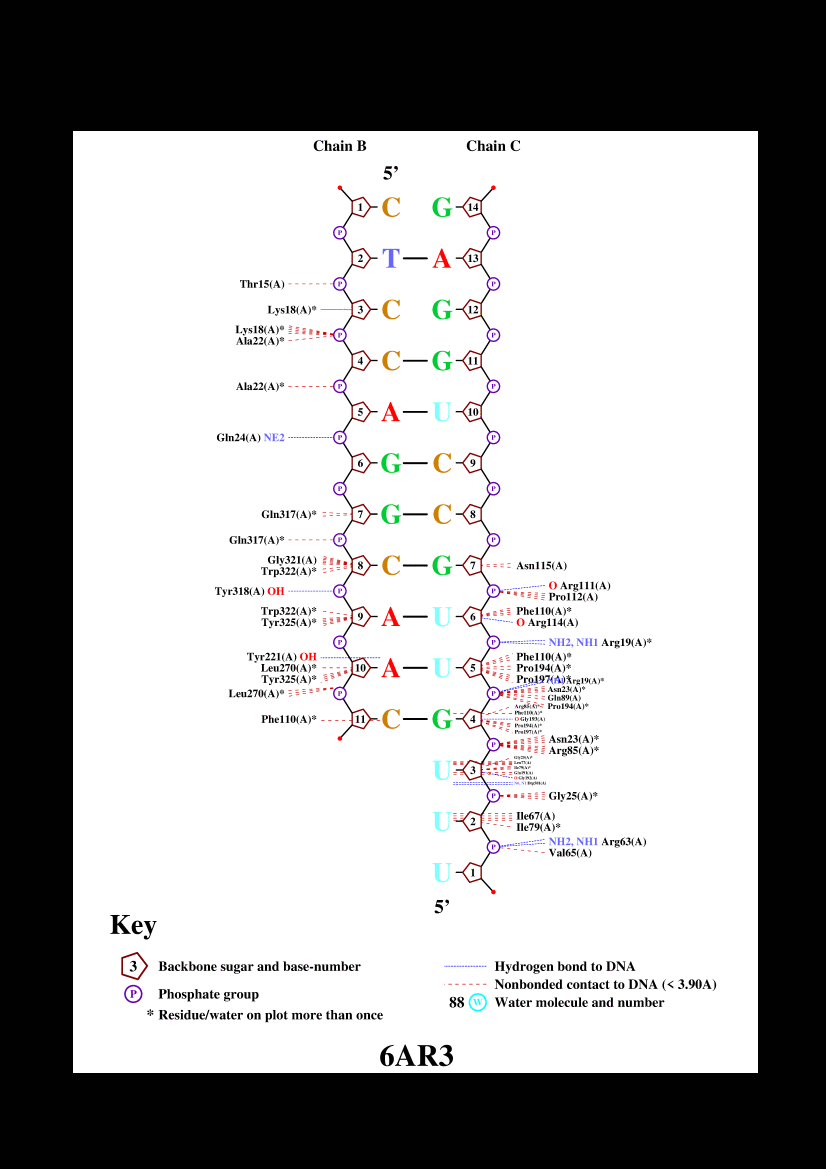 Chain B Chain C
5’
1 C G 14
P P
2 T A 13
Thr15(A) P P
Lys18(A)* 3 C G 12
Lys18(A)*
Ala22(A)* P P
4 C G 11
Ala22(A)* P P
5 A U 10
Gln24(A) NE2 P P
6 G C 9
P P
Gln317(A)* 7 G C 8
Gln317(A)* P P
Gly321(A)
Trp322(A)* 8 C G 7 Asn115(A)
Tyr318(A) OH P P O Arg111(A)
Pro112(A)
Trp322(A)* 9 A U 6 Phe110(A)*
Tyr325(A)* O Arg114(A)
P P NH2, NH1 Arg19(A)*
Tyr221(A) OH Phe110(A)*
Leu270(A)* 10 A U 5 Pro194(A)*
Tyr325(A)* Pro197(A)*
Arg19(A)*
Leu270(A)* P P Asn23(A)*
Gln89(A)
Arg85(A)* Pro194(A)*
Phe110(A)*
Phe110(A)* 11 C G 4 O Gly193(A)
Pro194(A)*
Pro197(A)*
P Asn23(A)*
Arg85(A)*
U 3
P Gly25(A)*
U 2 Ile67(A)
Ile79(A)*
P NH2, NH1 Arg63(A)
Val65(A)
U 1
5’
Key
3 Backbone sugar and base-number
P Phosphate group
* Residue/water on plot more than once
Hydrogen bond to DNA
Nonbonded contact to DNA (< 3.90A)
88 W Water molecule and number
6AR3